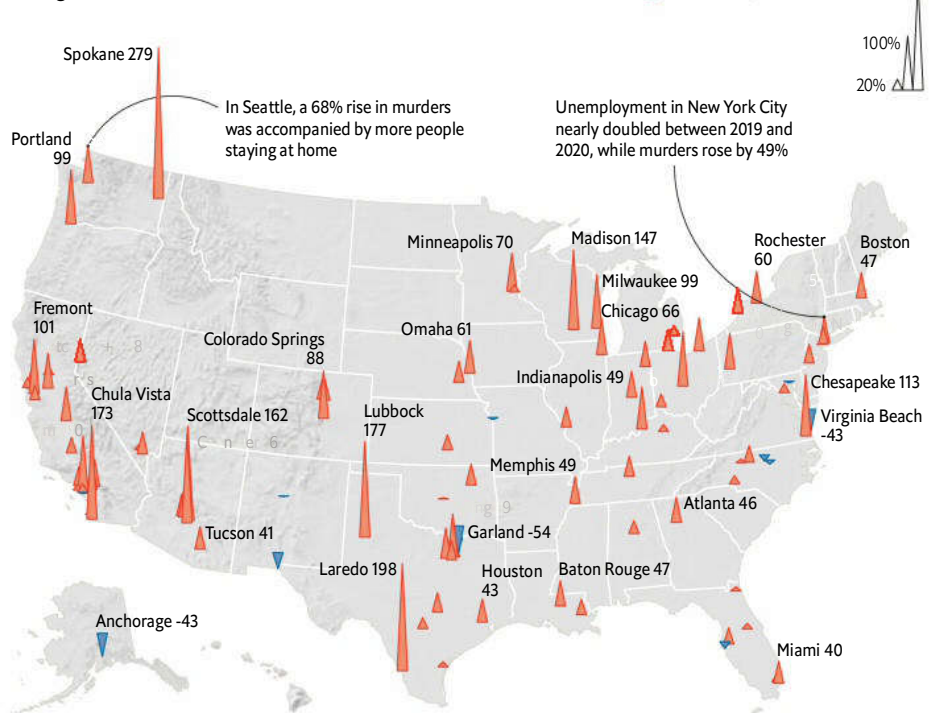 100%
20%
Spokane 279
In Seattle, a 68% rise in murders
was accompanied by more people
staying at home
Unemployment in New York City
nearly doubled between 2019 and
2020, while murders rose by 49%
Portland
99
Minneapolis 70
Madison 147
Rochester
60
Boston
47
Milwaukee 99
Chicago 66
Fremont
101
Colorado Springs
88
Omaha 61
Indianapolis 49
Chesapeake 113
Virginia Beach
-43
Chula Vista
173
Scottsdale 162
Lubbock
177
Memphis 49
Atlanta 46
Tucson 41
Garland -54
Laredo 198
Houston
43
Baton Rouge 47
Anchorage -43
Miami 40